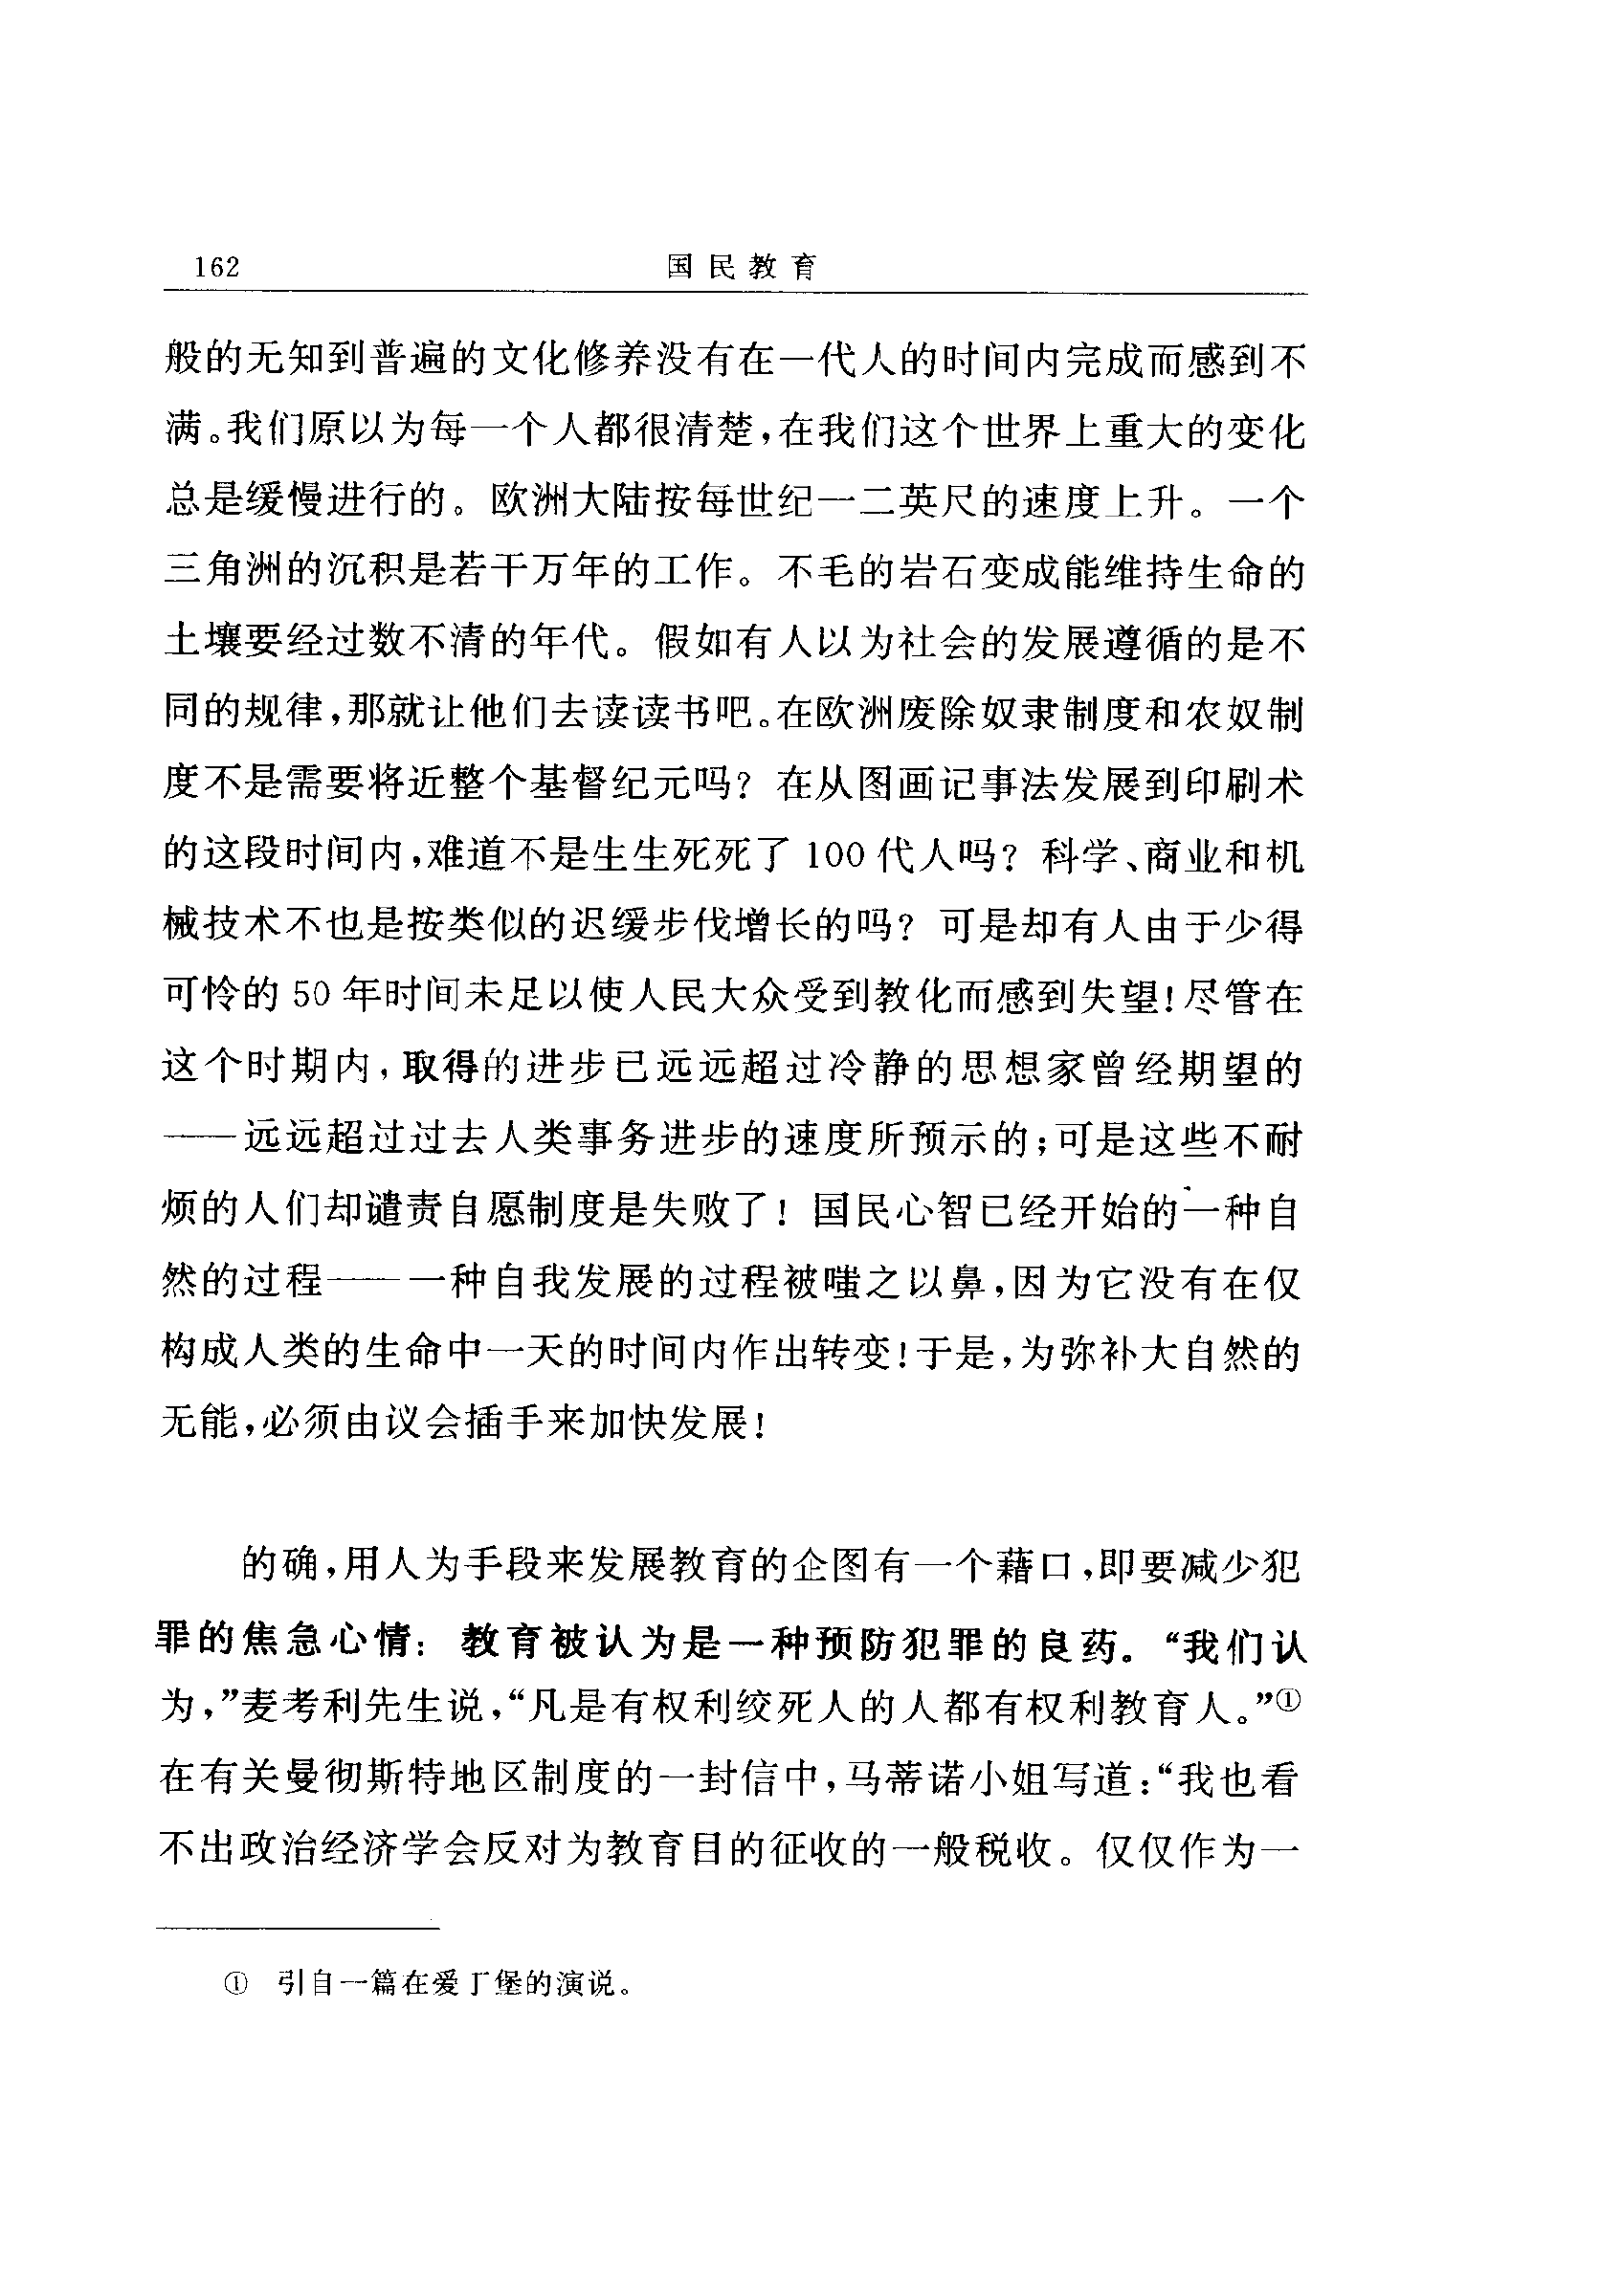 162 国民教育
般的无知到普遍的文化修养没有在一代人的时间内完成而感到不
满。我们原以为每一个人都很清楚,在我们这个世界上重大的变化
总是缓慢进行的。欧洲大陆按每世纪一二英尺的速度上升。一个
三角洲的沉积是若干万年的工作。不毛的岩石变成能维持生命的
土壤要经过数不清的年代。假如有人以为社会的发展遵循的是不
同的规律,那就让他们去读读书吧。在欧洲废除奴隶制度和农奴制
度不是需要将近整个基督纪元吗? 在从图画记事法发展到印刷术
的这段时间内,难道不是生生死死了 100 代人吗? 科学、商业和机
械技术不也是按类似的迟缓步伐增长的吗? 可是却有人由于少得
可怜的 50 年时间未足以使人民大众受到教化而感到失望!尽管在
这个时期内,取得的进步已远远超过冷静的思想家曾经期望的
——远远超过过去人类事务进步的速度所预示的;可是这些不耐
烦的人们却谴责自愿制度是失败了! 国民心智已经开始的一种自
然的过程——一种自我发展的过程被嗤之以鼻,因为它没有在仅
构成人类的生命中一天的时间内作出转变!于是,为弥补大自然的
无能,必须由议会插手来加快发展!
的确,用人为手段来发展教育的企图有一个藉口,即要减少犯
罪的焦急心情: 教育被认为是一种预防犯罪的良药。“我们认
为,”麦考利先生说,“凡是有权利绞死人的人都有权利教育人。”①
在有关曼彻斯特地区制度的一封信中,马蒂诺小姐写道:“我也看
不出政治经济学会反对为教育目的征收的一般税收。仅仅作为一
① 引自一篇在爱丁堡的演说。